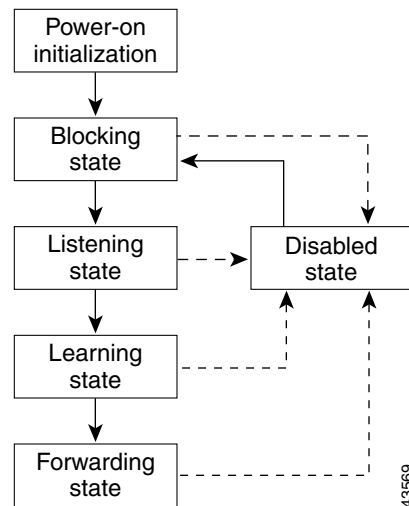 Power-on
initialization
Blocking
state
Listening
state
Disabled
state
Learning
state
Forwarding
state
43569